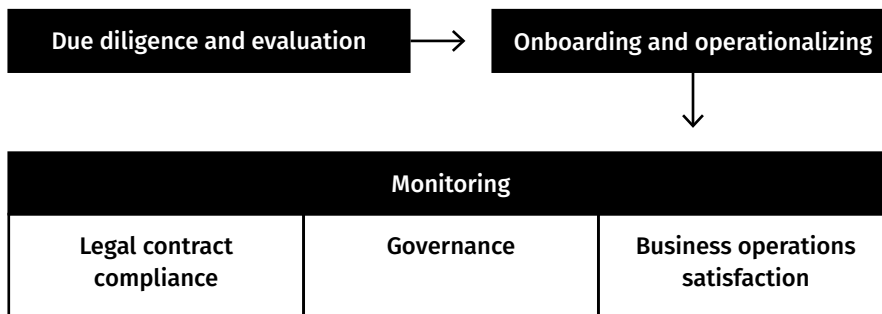 Due diligence and evaluation
Onboarding and operationalizing
Monitoring
Legal contract
compliance
Governance
Business operations
satisfaction